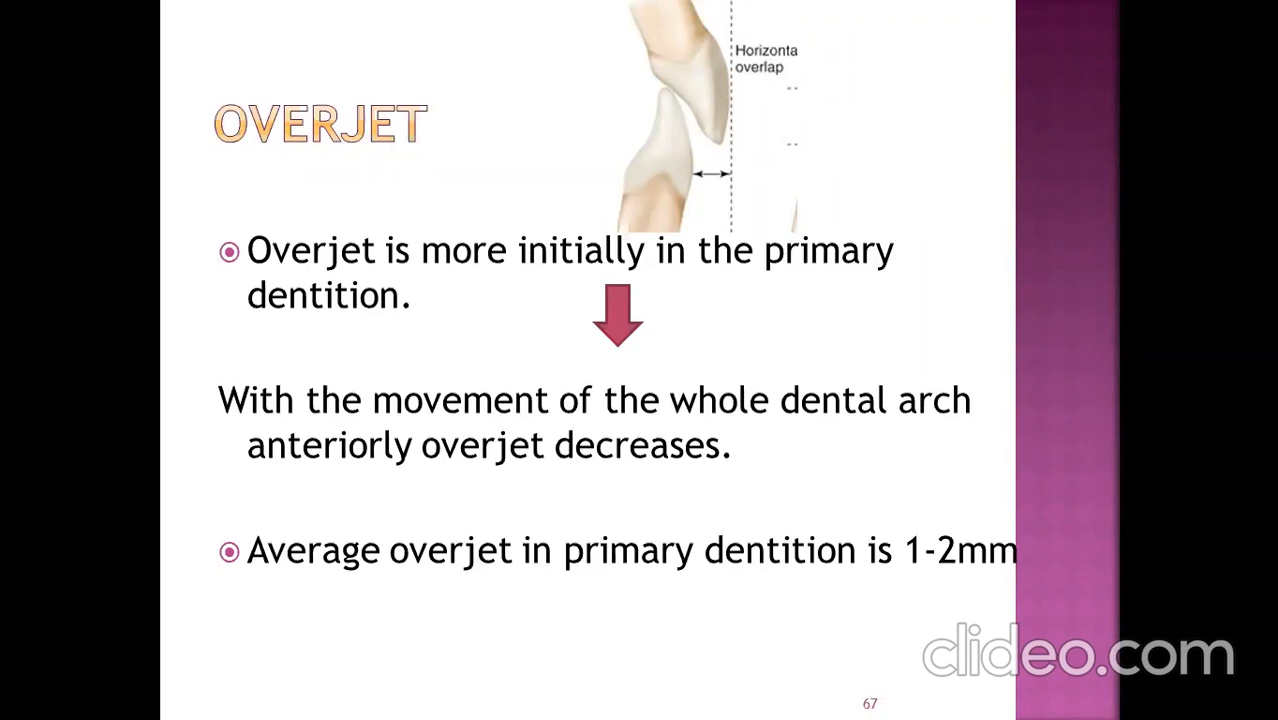 Horizonta
overlap
OVERJET
Overjet is more initially in the primary
dentition.
With the movement of the whole dental arch
anteriorly overjet decreases.
Average overjet in primary dentition is 1-2mm
clideo.com
67